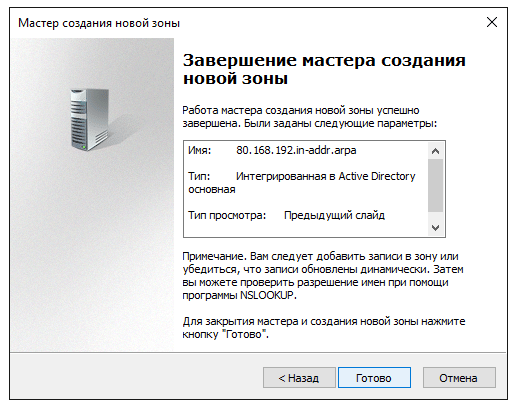 Мастер создания новой зоны
Завершение мастера создания
новой зоны
Работа мастера создания новой зоны успешно
завершена. Были заданы следующие параметры:
Имя: 80.168.192.in-addr.arpa
Тип: Интегрированная в Active Directory
основная
Тип просмотра: Предыдущий слайд
Примечание. Вам следует добавить записи в зону или
убедиться, что записи обновлены динамически. Затем
вы можете проверить разрешение имен при помощи
программы NSLOOKUP.
Для закрытия мастера и создания новой зоны нажмите
кнопку "Готово".
< Назад Готово Отмена